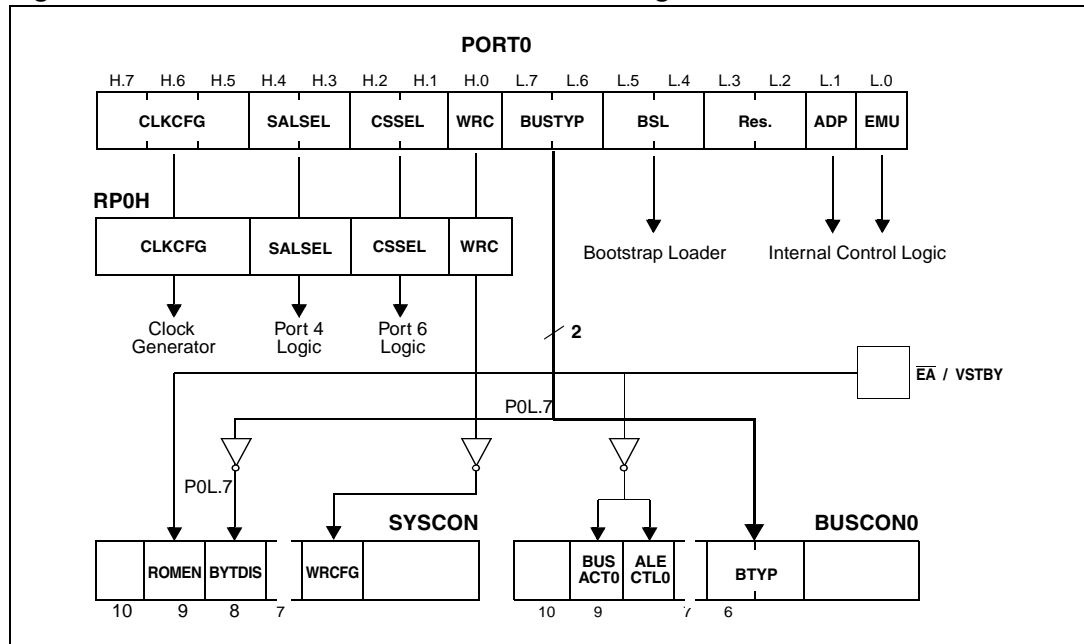 PORT0
H.7 H.6 H.5 H.4 H.3 H.2 H.1 H.0 L.7 L.6 L.5 L.4 L.3 L.2 L.1 L.0
CLKCFG SALSEL CSSEL WRC BUSTYP BSL Res. ADP EMU
RP0H
CLKCFG SALSEL CSSEL WRC
Bootstrap Loader Internal Control Logic
Clock Generator
Port 4 Logic
Port 6 Logic
2
EA / VSTBY
P0L.7
P0L.7
SYSCON BUSCON0
ROMEN BYTDIS WRCFG
BUS ACT0
ALE CTL0
BTYP
10 9 8 7 10 9 7 6